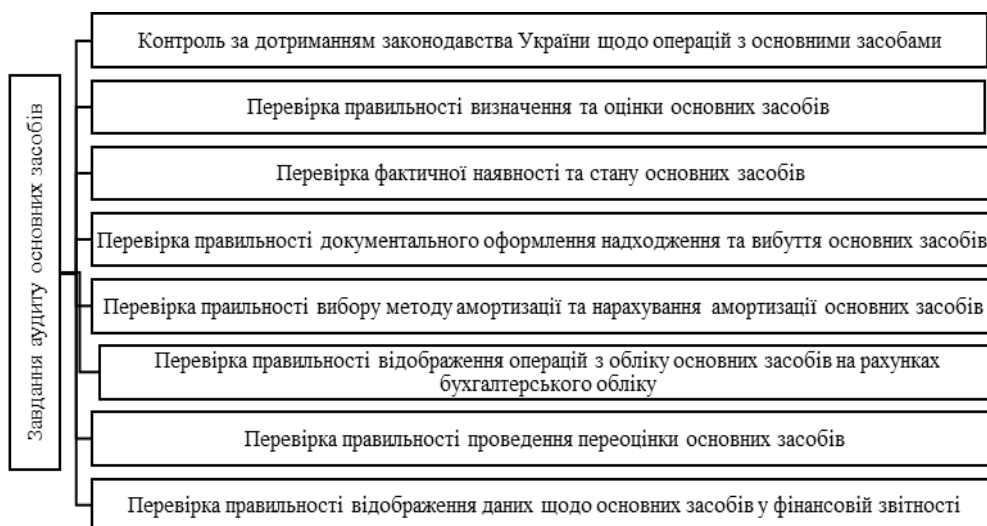 Завдання аудиту основних засобів
Контроль за дотриманням законодавства України щодо операцій з основними засобами
Перевірка правильності визначення та оцінки основних засобів
Перевірка фактичної наявності та стану основних засобів
Перевірка правильності документального оформлення надходження та вибуття основних засобів
Перевірка праильності вибору методу амортизації та нарахування амортизації основних засобів
Перевірка правильності відображення операцій з обліку основних засобів на рахунках
бухгалтерського обліку
Перевірка правильності проведення переоцінки основних засобів
Перевірка правильності відображення даних щодо основних засобів у фінансовій звітності